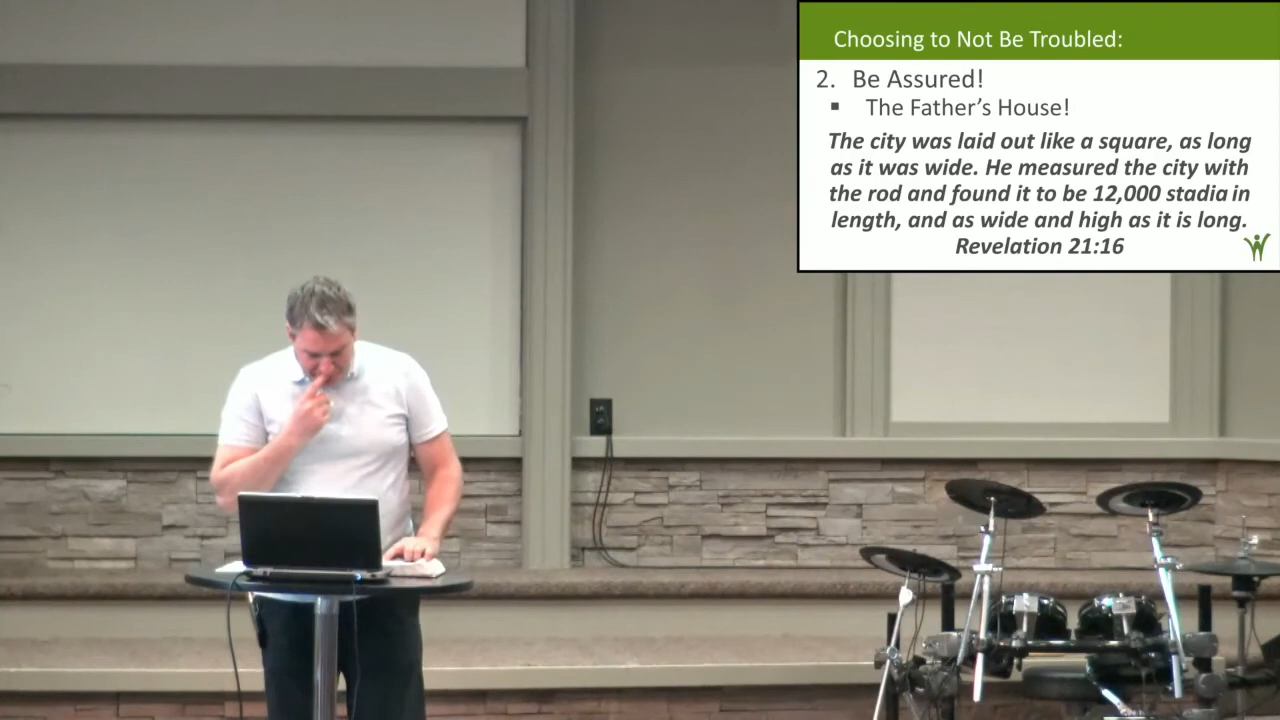 Choosing to Not Be Troubled:
2. Be Assured!
▪ The Father's House!
The city was laid out like a square, as long
as it was wide. He measured the city with
the rod and found it to be 12,000 stadia in
length, and as wide and high as it is long.
Revelation 21:16